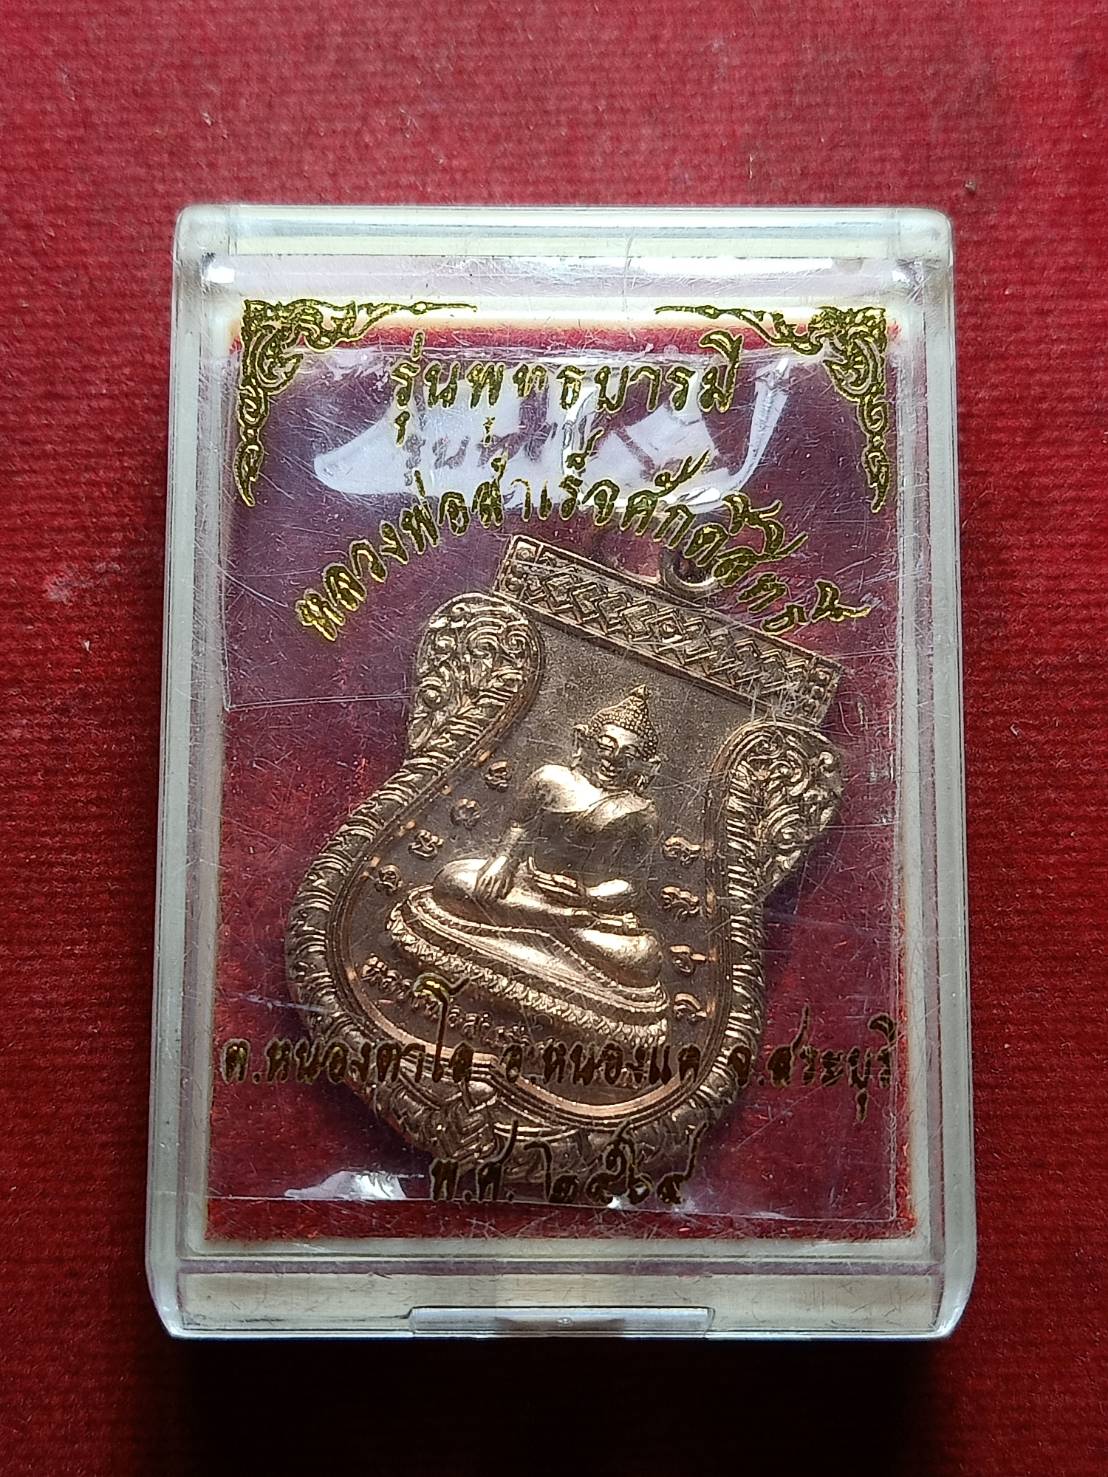 รุ่นพุทธบารมี
หลวงพ่อสำเร็จศักดิ์สิทธิ์
ต.หนองตาโล่ อ.หนองแค จ.สระบุรี
พ.ศ. ๒๕๖๔